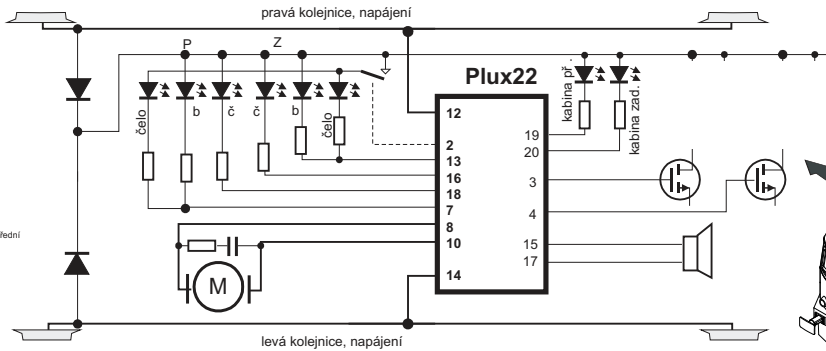 pravá kolejnice, napájení
P
Z
Plux22
čelo
b
č
č
b
čelo
kabina př.
kabina zad.
12
2
13
16
18
7
8
10
14
19
20
3
4
15
17
M
řední
levá kolejnice, napájení